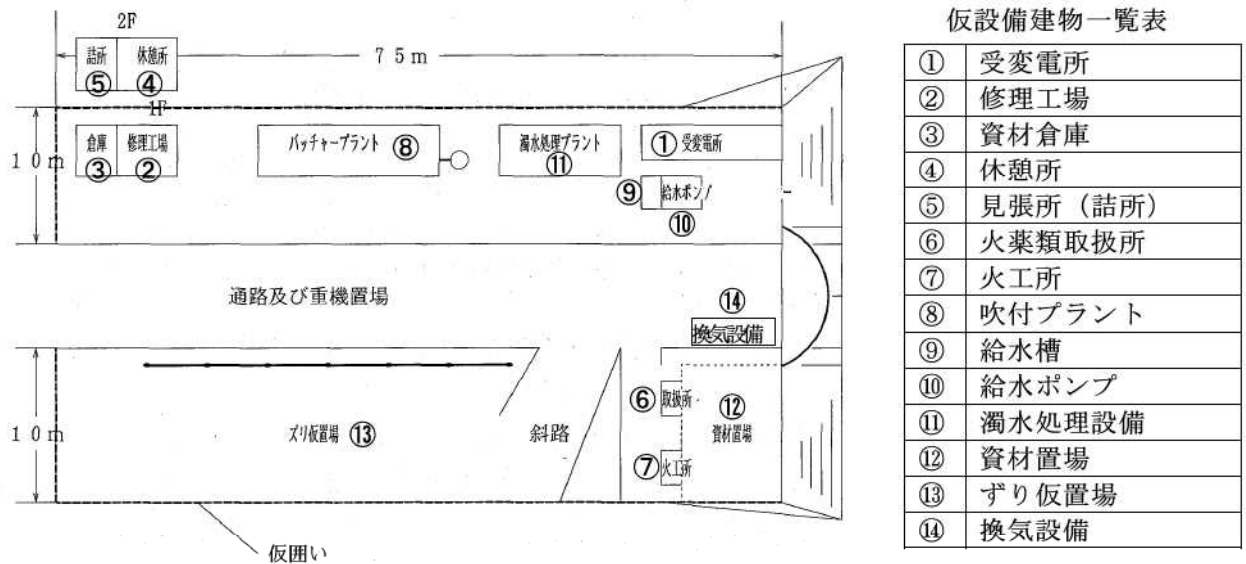 2F
75m
詰所 休憩所
⑤ ④
1F
10m
倉庫 修理工場
③ ②
バッチャープラント ⑧
濁水処理プラント
⑪
① 受変電所
⑨ 給水ポンプ
⑩
通路及び重機置場
⑭
換気設備
10m
ズリ仮置場 ⑬
斜路
⑥ 取扱所
⑫
資材置場
⑦ 火工所
仮囲い
仮設備建物一覧表
① 受変電所
② 修理工場
③ 資材倉庫
④ 休憩所
⑤ 見張所（詰所）
⑥ 火薬類取扱所
⑦ 火工所
⑧ 吹付プラント
⑨ 給水槽
⑩ 給水ポンプ
⑪ 濁水処理設備
⑫ 資材置場
⑬ ずり仮置場
⑭ 換気設備